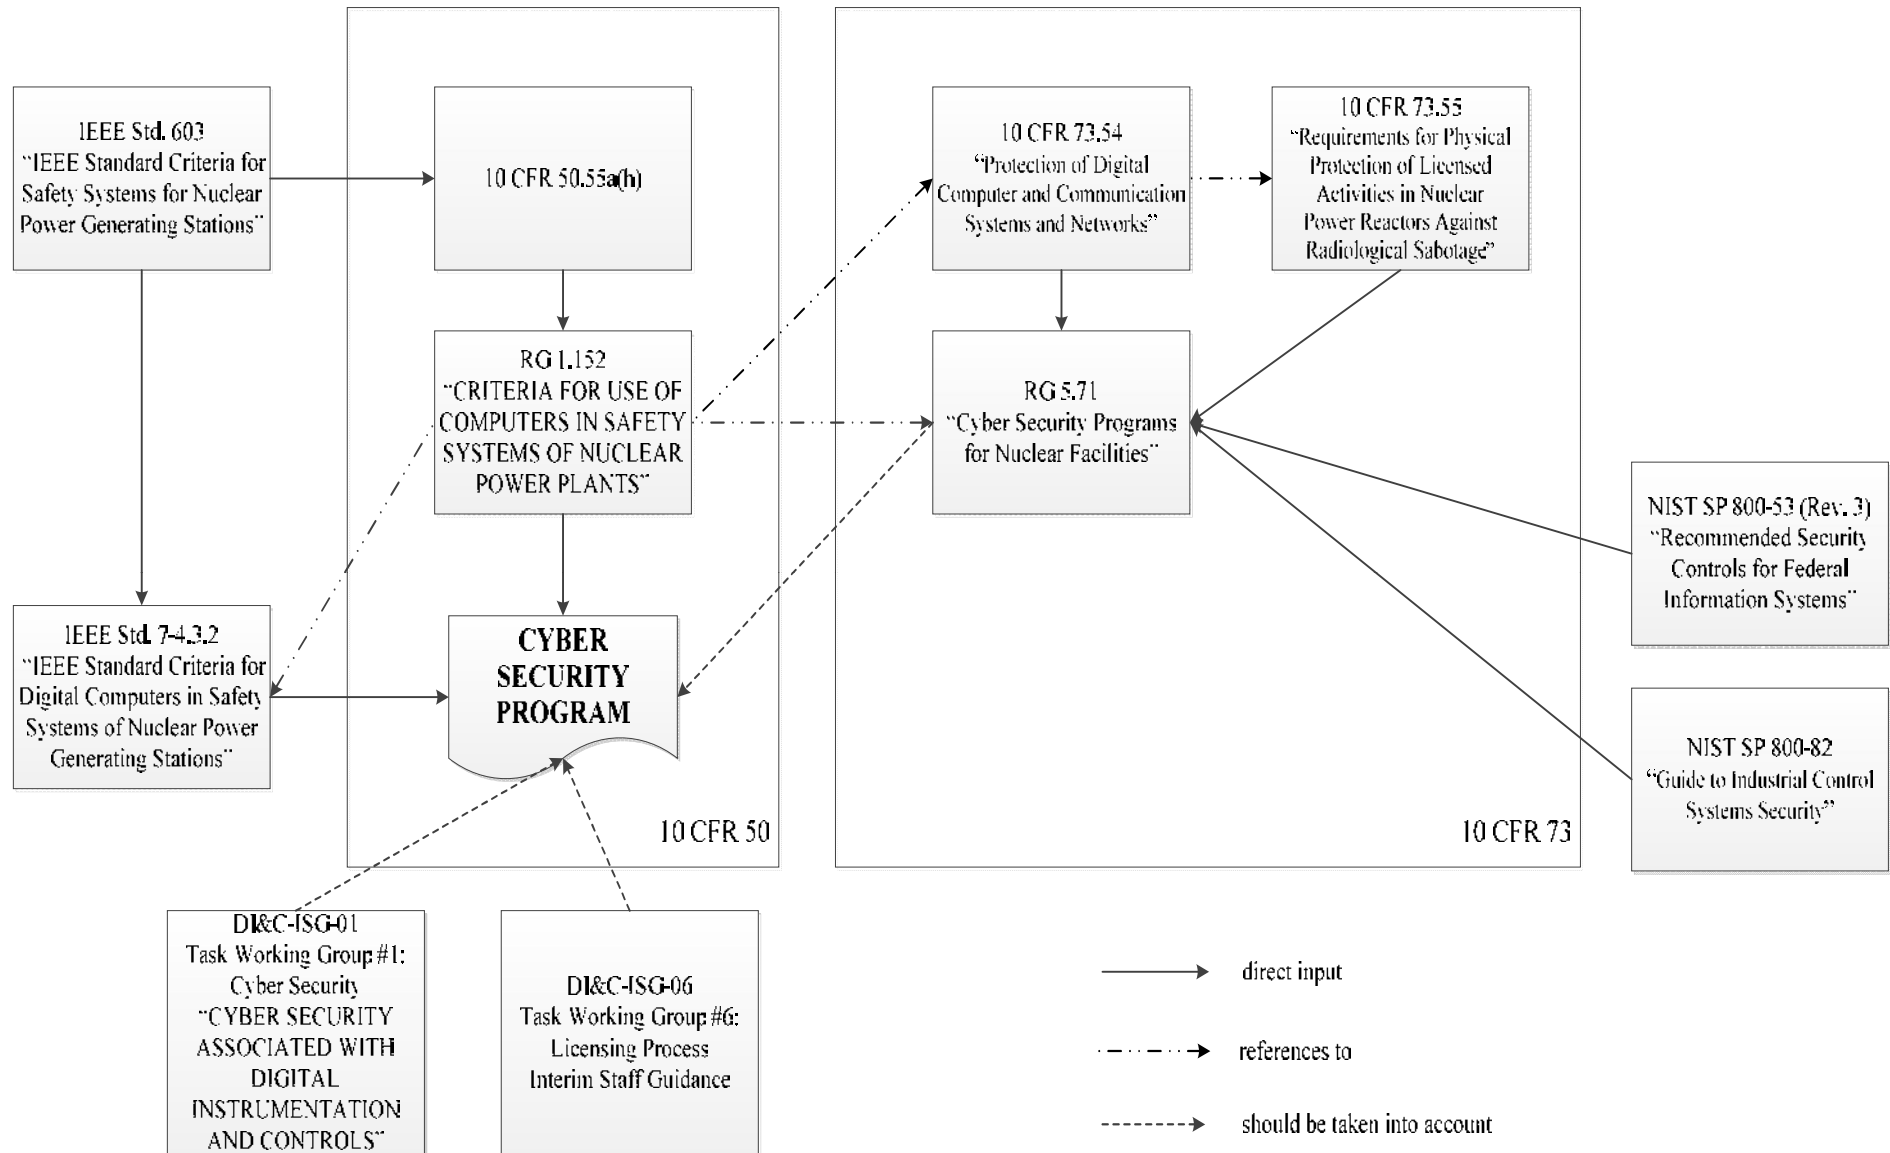 IEEE Std. 603
“IEEE Standard Criteria for
Safety Systems for Nuclear
Power Generating Stations”
10 CFR 50.55a(h)
10 CFR 73.54
“Protection of Digital
Computer and Communication
Systems and Networks”
10 CFR 73.55
“Requirements for Physical
Protection of Licensed
Activities in Nuclear
Power Reactors Against
Radiological Sabotage”
RG 1.152
“CRITERIA FOR USE OF
COMPUTERS IN SAFETY
SYSTEMS OF NUCLEAR
POWER PLANTS”
RG 5.71
“Cyber Security Programs
for Nuclear Facilities”
NIST SP 800-53 (Rev. 3)
“Recommended Security
Controls for Federal
Information Systems”
IEEE Std. 7-4.3.2
“IEEE Standard Criteria for
Digital Computers in Safety
Systems of Nuclear Power
Generating Stations”
CYBER
SECURITY
PROGRAM
NIST SP 800-82
“Guide to Industrial Control
Systems Security”
10 CFR 50
10 CFR 73
DI&C-ISG-01
Task Working Group #1:
Cyber Security
“CYBER SECURITY
ASSOCIATED WITH
DIGITAL
INSTRUMENTATION
AND CONTROLS”
DI&C-ISG-06
Task Working Group #6:
Licensing Process
Interim Staff Guidance
direct input
references to
should be taken into account